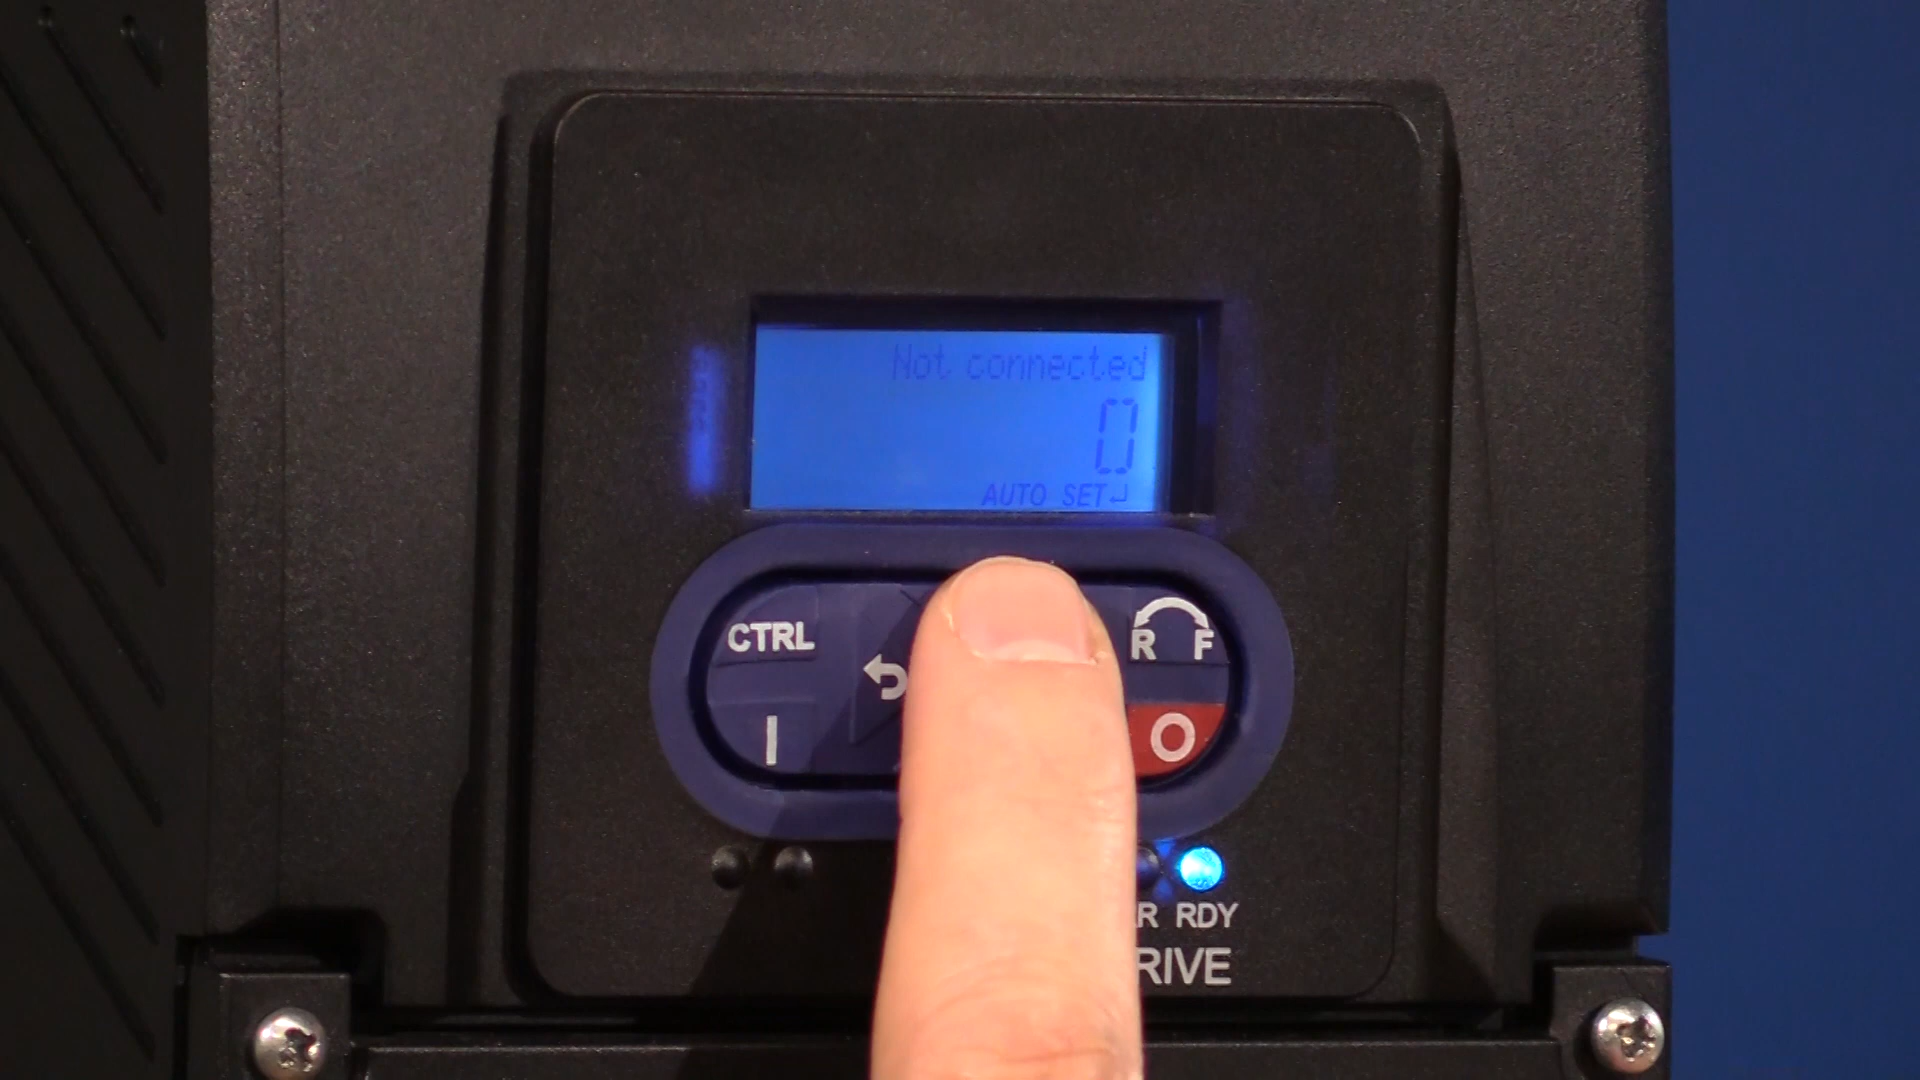 Not connected
0
AUTO SET
CTRL
R F
I
O
R RDY
RIVE